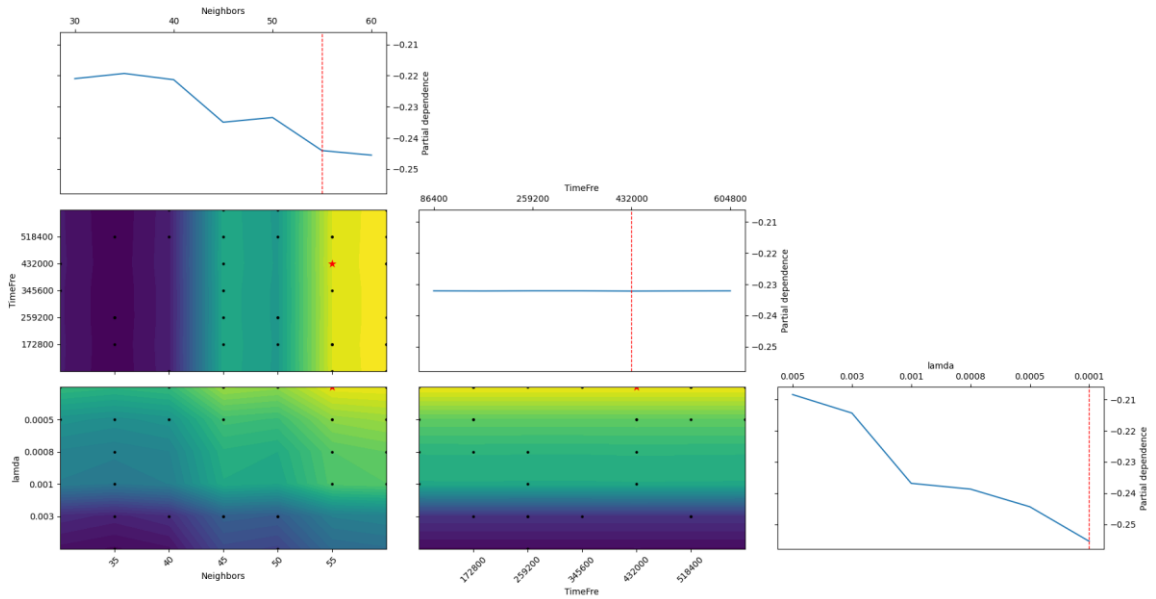 Neighbors
30 40 50 60
−0.21
−0.22
−0.23
−0.24
−0.25
Partial dependence
TimeFre
86400 259200 432000 604800
518400
432000
345600
259200
172800
TimeFre
−0.21
−0.22
−0.23
−0.24
−0.25
Partial dependence
lamda
0.005 0.003 0.001 0.0008 0.0005 0.0001
0.0005
0.0008
0.001
0.003
lamda
−0.21
−0.22
−0.23
−0.24
−0.25
Partial dependence
35 40 45 50 55
Neighbors
172800 259200 345600 432000 518400
TimeFre